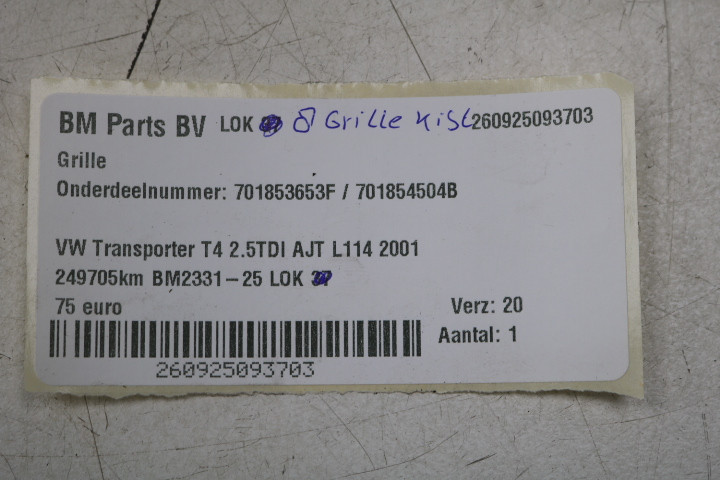 BM Parts BV LOK Grille Kist 260925093703
Grille
Onderdeelnummer: 701853653F / 701854504B
VW Transporter T4 2.5TDI AJT L114 2001
249705km BM2331-25 LOK
75 euro Verz: 20
Aantal: 1
260925093703